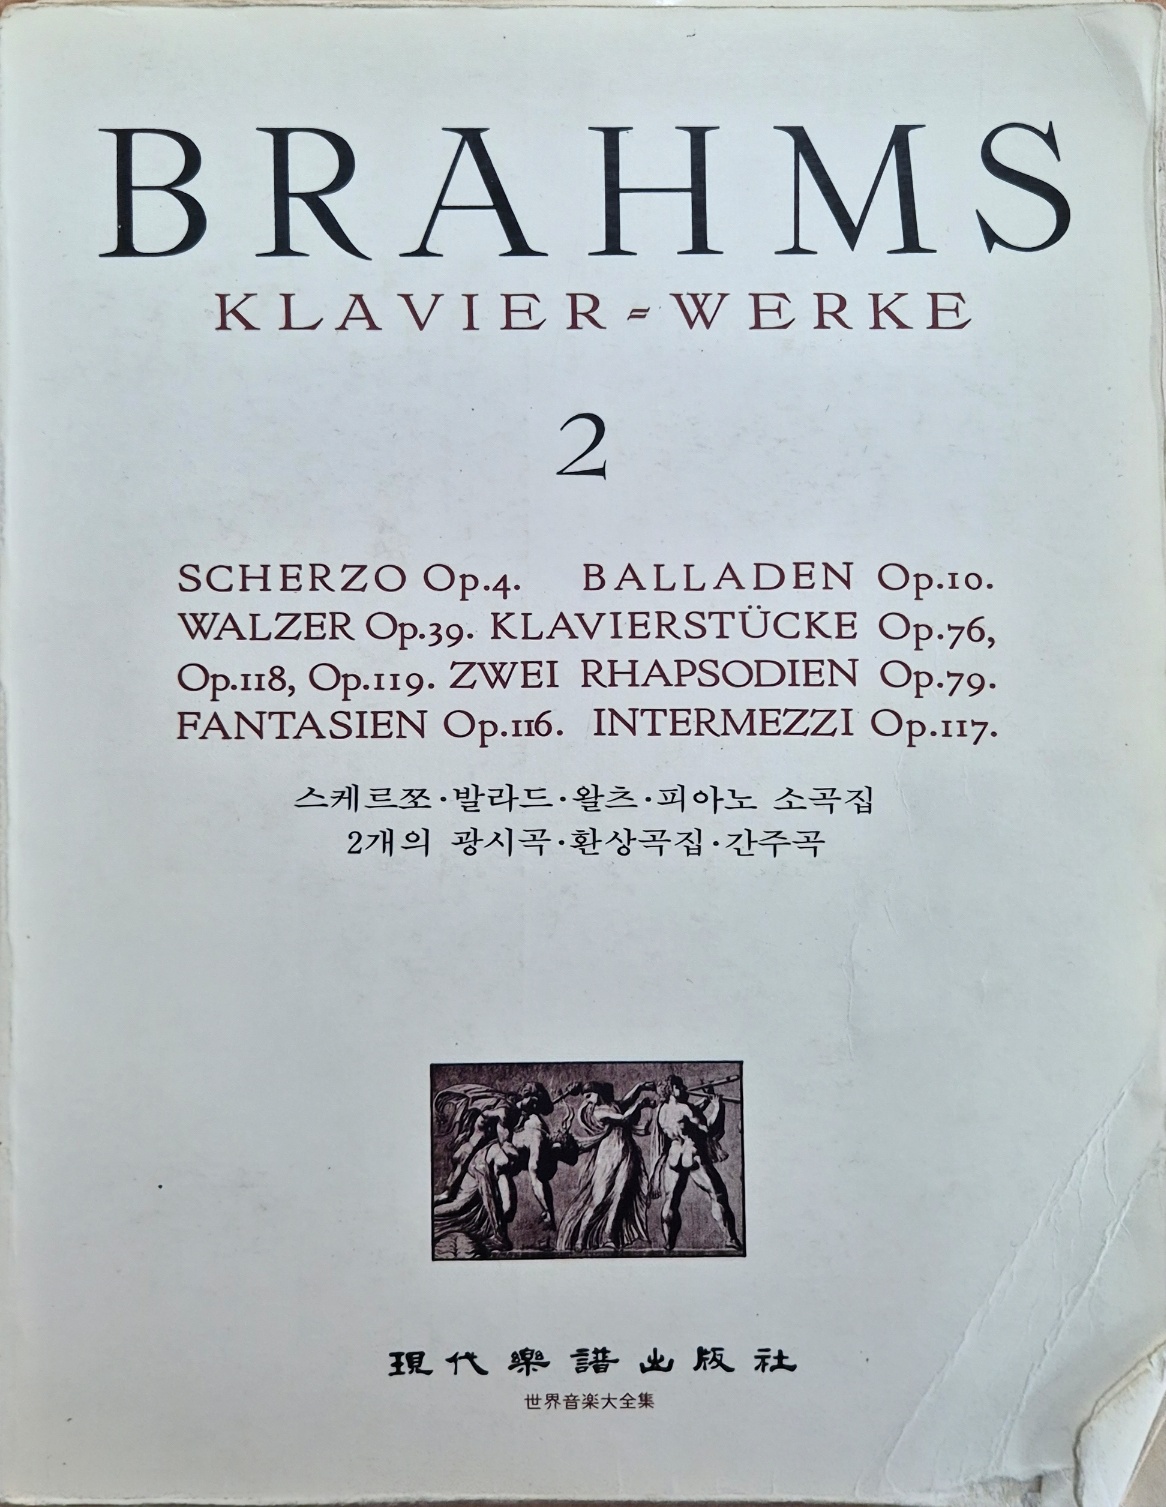 BRAHMS
KLAVIER=WERKE
2
SCHERZO Op.4. BALLADEN Op.10.
WALZER Op.39. KLAVIERSTÜCKE Op.76,
Op.118, Op.119. ZWEI RHAPSODIEN Op.79.
FANTASIEN Op.116. INTERMEZZI Op.117.
스케르쪼·발라드·왈츠·피아노 소곡집
2개의 광시곡·환상곡집·간주곡
現代樂譜出版社
世界音楽大全集